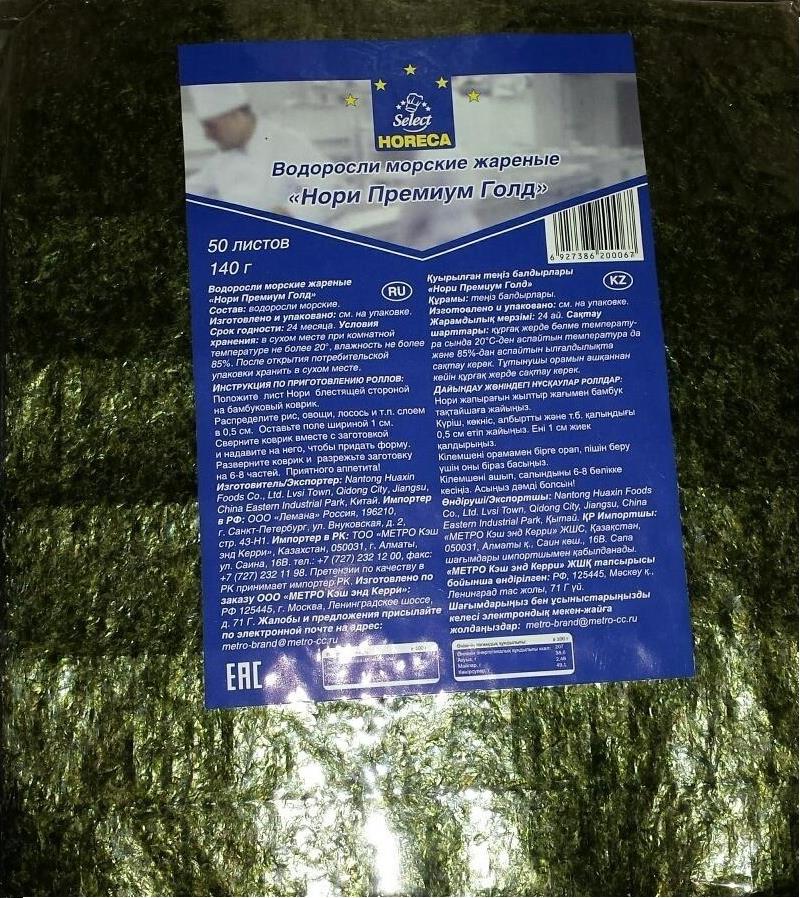 Select
HORECA
Водоросли морские жареные
«Нори Премиум Голд»
50 листов
140 г
6 927386 200067
Водоросли морские жареные
«Нори Премиум Голд»
RU
Состав: водоросли морские.
Изготовлено и упаковано: см. на упаковке.
Срок годности: 24 месяца. Условия
хранения: в сухом месте при комнатной
температуре не более 20°, влажность не более
85%. После открытия потребительской
упаковки хранить в сухом месте.
ИНСТРУКЦИЯ ПО ПРИГОТОВЛЕНИЮ РОЛЛОВ:
Положите лист Нори блестящей стороной
на бамбуковый коврик.
Распределите рис, овощи, лосось и т.п. слоем
в 0,5 см. Оставьте поле шириной 1 см.
Сверните коврик вместе с заготовкой
и надавите на него, чтобы придать форму.
Разверните коврик и разрежьте заготовку
на 6-8 частей. Приятного аппетита!
Изготовитель/Экспортер: Nantong Huaxin
Foods Co., Ltd. Lvsi Town, Qidong City, Jiangsu,
China Eastern Industrial Park, Китай. Импортер
в РФ: ООО «Лемана» Россия, 196210,
г. Санкт-Петербург, ул. Внуковская, д. 2,
стр. 43-Н1. Импортер в РК: ТОО «МЕТРО Кэш
энд Керри», Казахстан, 050031, г. Алматы,
ул. Саина, 16В. тел.: +7 (727) 232 12 00, факс:
+7 (727) 232 11 98. Претензии по качеству в
РК принимает импортер РК. Изготовлено по
заказу ООО «МЕТРО Кэш энд Керри»:
РФ 125445, г. Москва, Ленинградское шоссе,
д. 71 Г. Жалобы и предложения присылайте
по электронной почте на адрес:
metro-brand@metro-cc.ru
ЕАС
в 100 г
Қуырылған теңіз балдырлары
«Нори Премиум Голд»
KZ
Құрамы: теңіз балдырлары.
Изготовлено и упаковано: см. на упаковке.
Жарамдылық мерзімі: 24 ай. Сақтау
шарттары: құрғақ жерде бөлме температу-
ра сында 20°С-ден аспайтын температура да
және 85%-дан аспайтын ылғалдылықта
сақтау керек. Тұтынушы орамын ашқаннан
кейін құрғақ жерде сақтау керек.
ДАЙЫНДАУ ЖӨНІНДЕГІ НҰСҚАУЛАР РОЛЛДАР:
Нори жапырағын жылтыр жағымен бамбук
тақтайшаға жайыңыз.
Күріш, көкніс, албыртты және т.б. қалыңдығы
0,5 см етіп жайыңыз. Ені 1 см жиек
қалдырыңыз.
Кілемшені орамамен бірге орап, пішін беру
үшін оны біраз басыңыз.
Кілемшені ашып, салындыны 6-8 бөлікке
кесіңіз. Асыңыз дәмді болсын!
Өндіруші/Экспортшы: Nantong Huaxin Foods
Co., Ltd. Lvsi Town, Qidong City, Jiangsu, China
Eastern Industrial Park, Қытай. ҚР Импортшы:
«МЕТРО Кэш энд Керри» ЖШС, Қазақстан,
050031, Алматы қ., Саин көш., 16В. Сапа
шағымдары импортшымен қабылданады.
«МЕТРО Кэш энд Керри» ЖШҚ тапсырысы
бойынша өндірілген: РФ, 125445, Мәскеу қ.,
Ленинград тас жолы, 71 Г үй.
Шағымдарыңыз бен ұсыныстарыңызды
келесі электрондық мекен-жайға
жолдаңыздар: metro-brand@metro-cc.ru
в 100 г